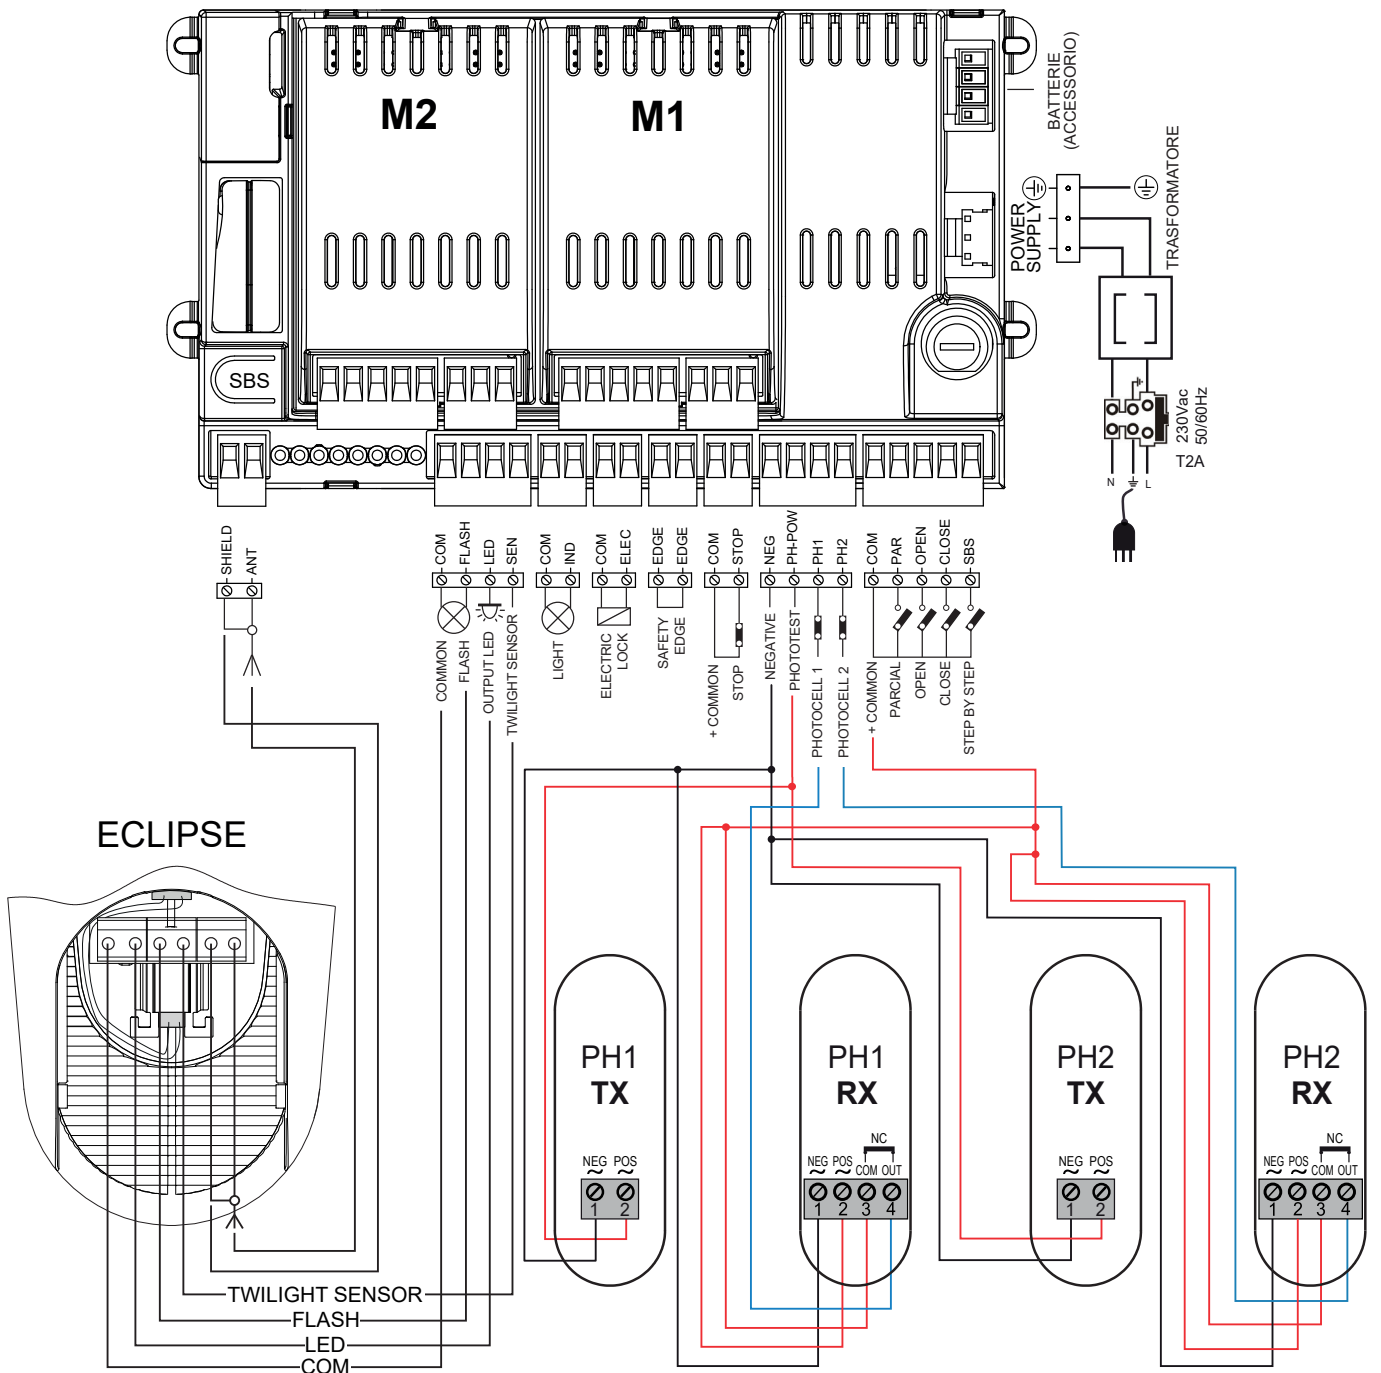 M2
M1
BATTERIE
(ACCESSORIO)
POWER
SUPPLY
TRASFORMATORE
230Vac
50/60Hz
T2A
N
L
SBS
SHIELD
ANT
COM
FLASH
LED
SEN
COM
IND
COM
ELEC
EDGE
EDGE
COM
STOP
NEG
PH-POW
PH1
PH2
COM
PAR
OPEN
CLOSE
SBS
COMMON
FLASH
OUTPUT LED
TWILIGHT SENSOR
LIGHT
ELECTRIC
LOCK
SAFETY
EDGE
+ COMMON
STOP
NEGATIVE
PHOTOTEST
PHOTOCELL 1
PHOTOCELL 2
+ COMMON
PARCIAL
OPEN
CLOSE
STEP BY STEP
ECLIPSE
PH1
TX
NEG POS
~ ~
1 2
PH1
RX
NC
NEG POS COM OUT
~ ~
1 2 3 4
PH2
TX
NEG POS
~ ~
1 2
PH2
RX
NC
NEG POS COM OUT
~ ~
1 2 3 4
TWILIGHT SENSOR
FLASH
LED
COM